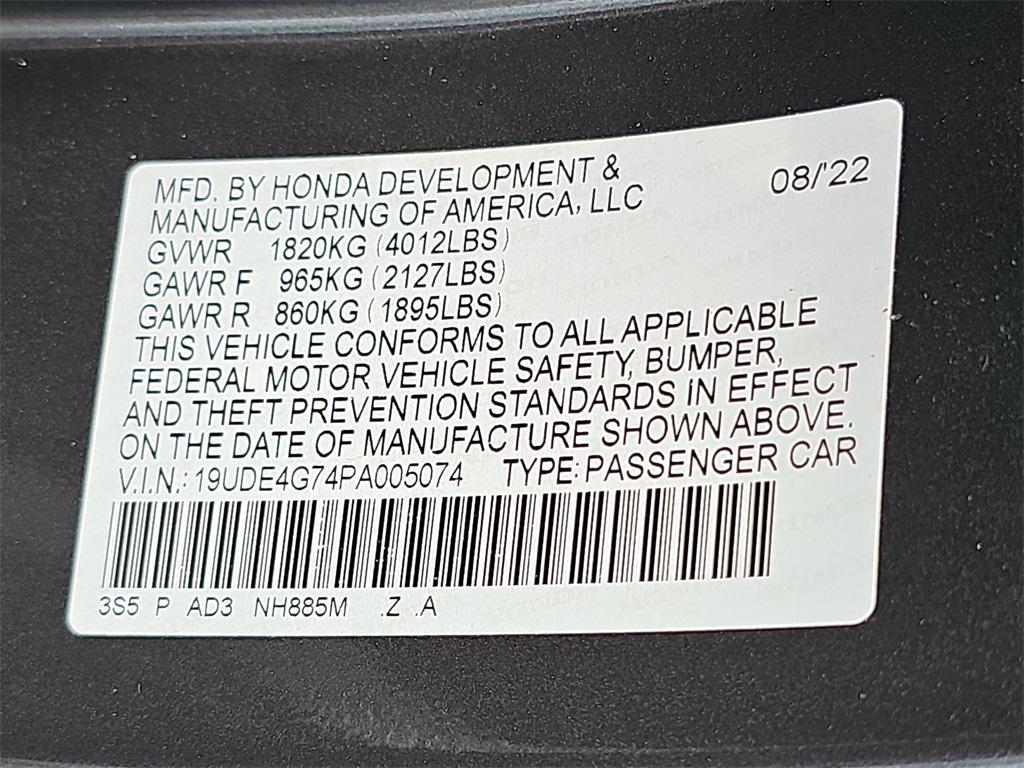 MFD. BY HONDA DEVELOPMENT & 08/'22
MANUFACTURING OF AMERICA, LLC
GVWR 1820KG (4012LBS)
GAWR F 965KG (2127LBS)
GAWR R 860KG (1895LBS)
THIS VEHICLE CONFORMS TO ALL APPLICABLE
FEDERAL MOTOR VEHICLE SAFETY, BUMPER,
AND THEFT PREVENTION STANDARDS IN EFFECT
ON THE DATE OF MANUFACTURE SHOWN ABOVE.
V.I.N.: 19UDE4G74PA005074 TYPE: PASSENGER CAR
3S5 P AD3 NH885M .Z .A